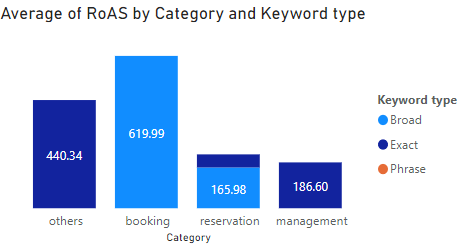 Average of RoAS by Category and Keyword type
619.99
440.34
165.98
186.60
others
booking
reservation
management
Category
Keyword type
Broad
Exact
Phrase